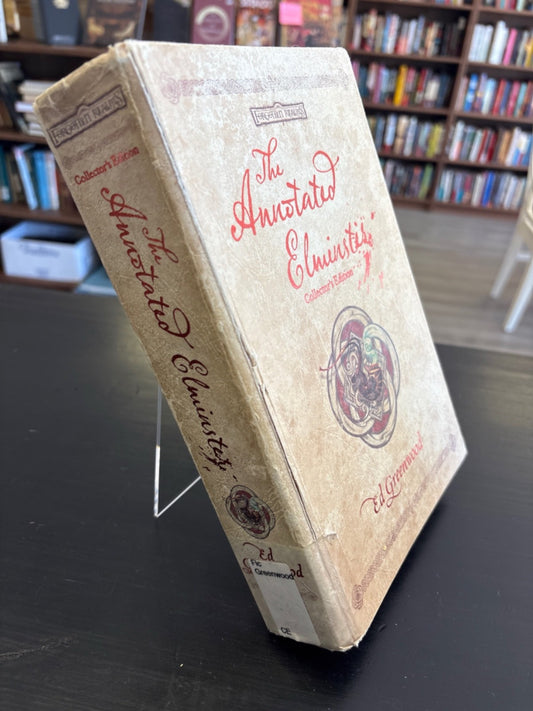 FORGOTTEN REALMS
Collector's Edition
The
Annotated
Elminster
Ed
Fic
Greenwood
CE
FORGOTTEN REALMS
The
Annotated
Elminster
Collector's Edition
Ed Greenwood